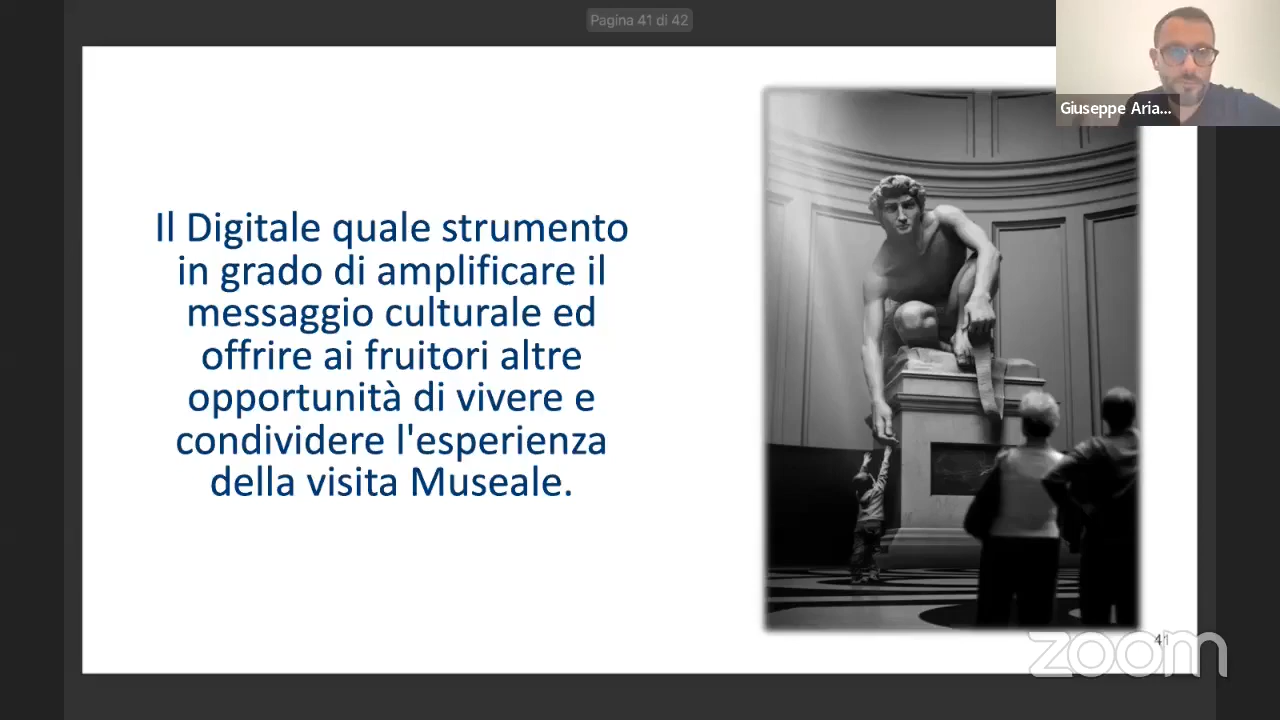 Pagina 41 di 42
Giuseppe Aria...
Il Digitale quale strumento
in grado di amplificare il
messaggio culturale ed
offrire ai fruitori altre
opportunità di vivere e
condividere l'esperienza
della visita Museale.
41
zoom